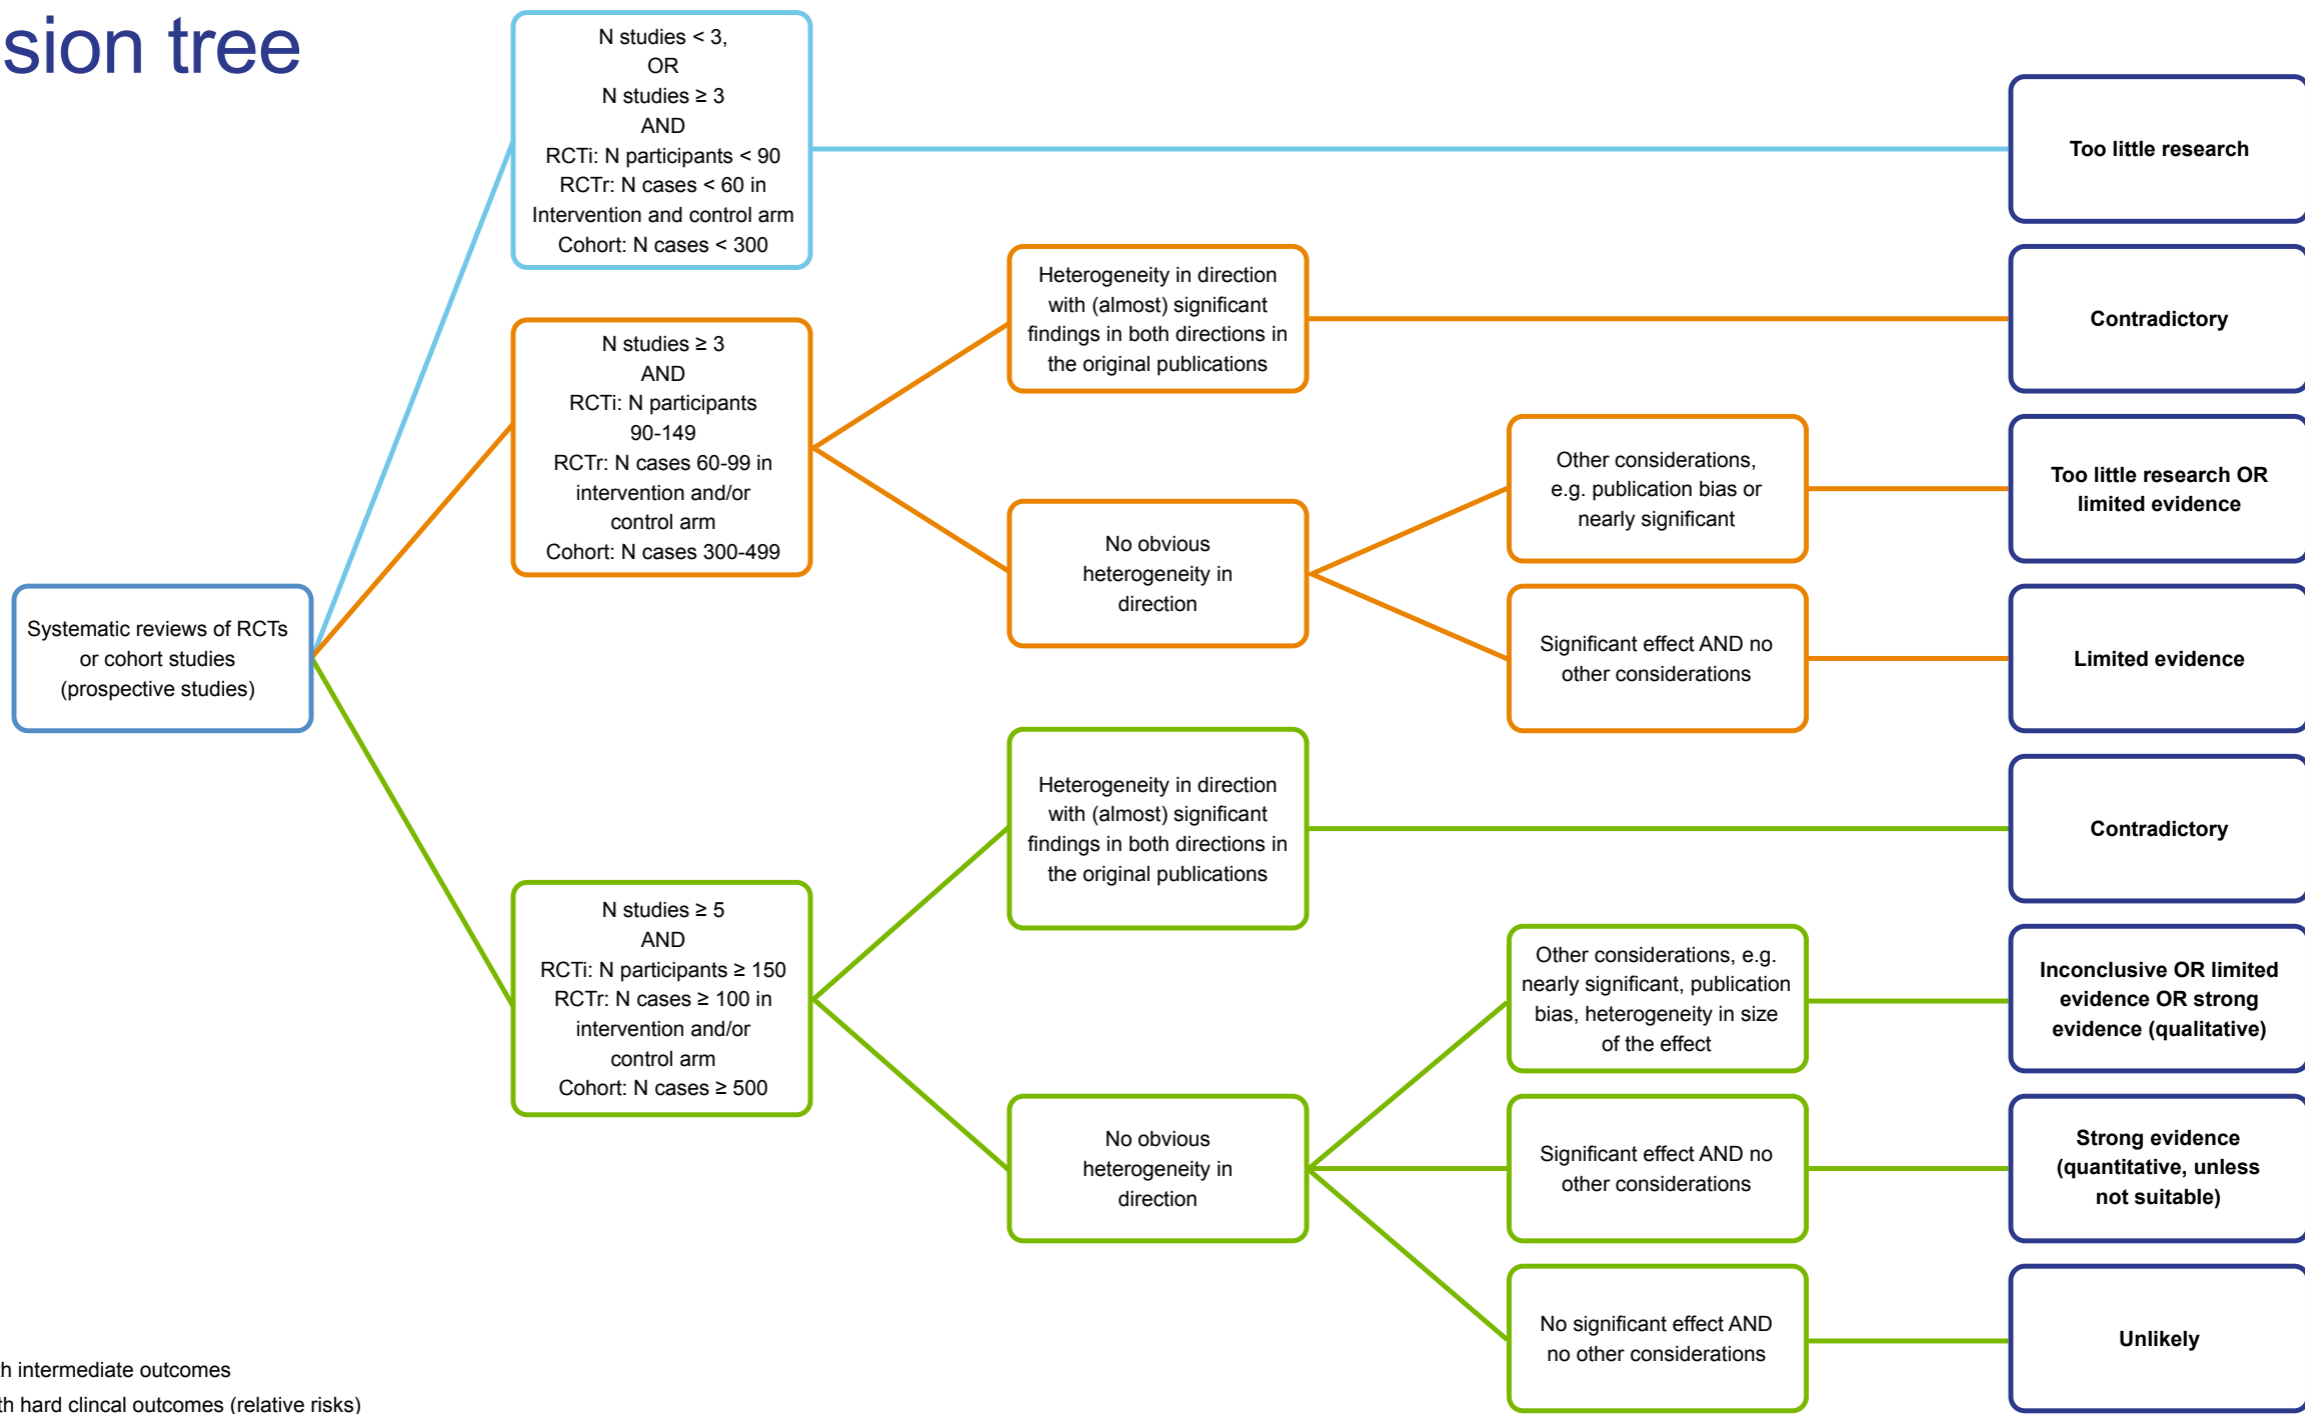 sion tree
N studies < 3,
OR
N studies ≥ 3
AND
RCTi: N participants < 90
RCTr: N cases < 60 in
Intervention and control arm
Cohort: N cases < 300
Too little research
Heterogeneity in direction
with (almost) significant
findings in both directions in
the original publications
Contradictory
N studies ≥ 3
AND
RCTi: N participants
90-149
RCTr: N cases 60-99 in
intervention and/or
control arm
Cohort: N cases 300-499
Other considerations,
e.g. publication bias or
nearly significant
Too little research OR
limited evidence
No obvious
heterogeneity in
direction
Systematic reviews of RCTs
or cohort studies
(prospective studies)
Significant effect AND no
other considerations
Limited evidence
Heterogeneity in direction
with (almost) significant
findings in both directions in
the original publications
Contradictory
N studies ≥ 5
AND
RCTi: N participants ≥ 150
RCTr: N cases ≥ 100 in
intervention and/or
control arm
Cohort: N cases ≥ 500
Other considerations, e.g.
nearly significant, publication
bias, heterogeneity in size
of the effect
Inconclusive OR limited
evidence OR strong
evidence (qualitative)
No obvious
heterogeneity in
direction
Significant effect AND no
other considerations
Strong evidence
(quantitative, unless
not suitable)
No significant effect AND
no other considerations
Unlikely
th intermediate outcomes
th hard clincal outcomes (relative risks)